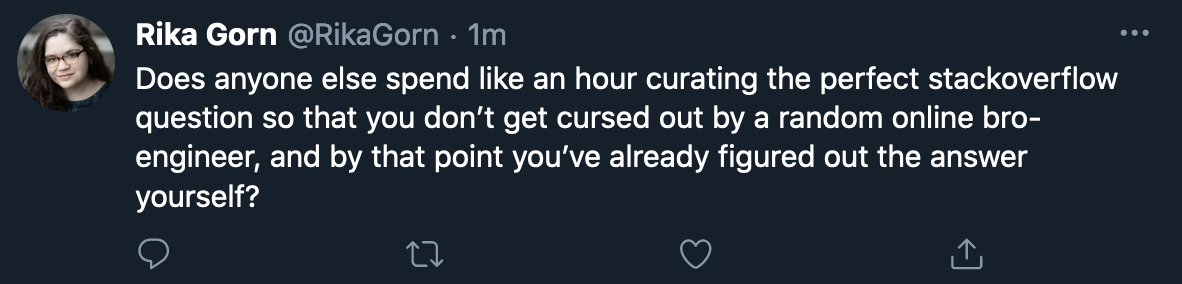 Rika Gorn @RikaGorn · 1m
Does anyone else spend like an hour curating the perfect stackoverflow
question so that you don’t get cursed out by a random online bro-
engineer, and by that point you’ve already figured out the answer
yourself?